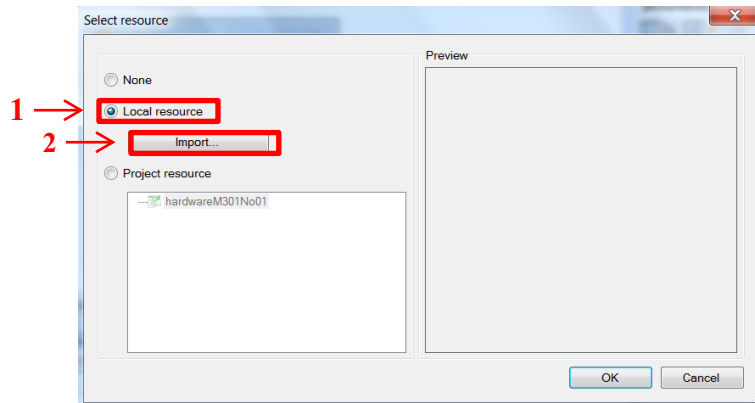 Select resource
Preview
None
1
Local resource
2
Import...
Project resource
hardwareM301No01
OK
Cancel